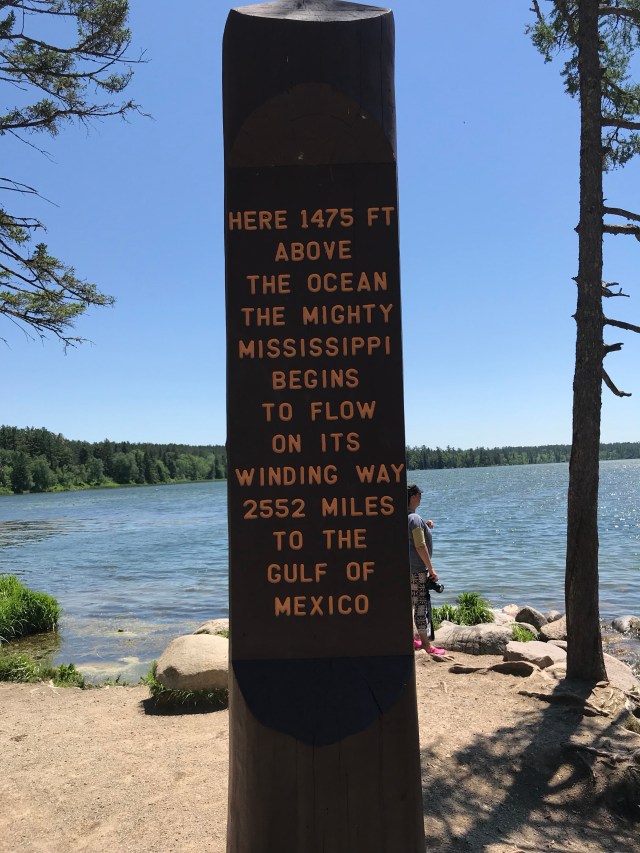 HERE 1475 FT
ABOVE
THE OCEAN
THE MIGHTY
MISSISSIPPI
BEGINS
TO FLOW
ON ITS
WINDING WAY
2552 MILES
TO THE
GULF OF
MEXICO